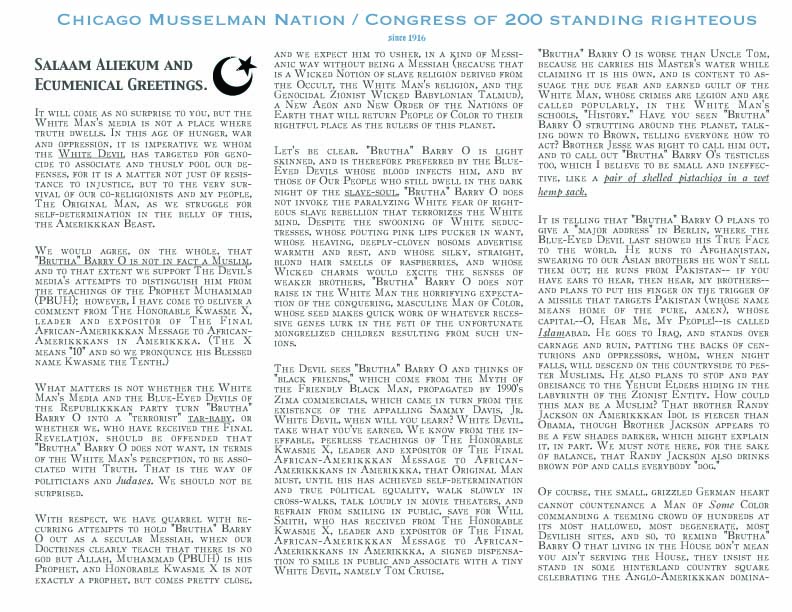 Chicago Musselman Nation / Congress of 200 standing righteous
since 1916
Salaam Aliekum and
Ecumenical Greetings.
It will come as no surprise to you, but the
White Man's media is not a place where
truth dwells. In this age of hunger, war
and oppression, it is imperative we whom
the White Devil has targeted for geno-
cide to associate and thusly pool our de-
fenses, for it is a matter not just of resis-
tance to injustice, but to the very sur-
vival of our co-religionists and my people,
The Original Man, as we struggle for
self-determination in the belly of this,
the Amerikkkan Beast.
We would agree, on the whole, that
"Brutha" Barry O is not in fact a Muslim,
and to that extent we support The Devil's
media's attempts to distinguish him from
the teachings of the Prophet Muhammad
(PBUH); however, I have come to deliver a
comment from The Honorable Kwasme X,
leader and expositor of The Final
African-Amerikkkan Message to African-
Amerikkkans in Amerikkka. (The X
means "10" and so we pronounce his Blessed
name Kwasme the Tenth.)
What matters is not whether the White
Man's Media and the Blue-Eyed Devils of
the Republikkkan party turn "Brutha"
Barry O into a "terrorist" tar-baby, or
whether we, who have received the Final
Revelation, should be offended that
"Brutha" Barry O does not want, in terms
of the White Man's perception, to be asso-
ciated with Truth. That is the way of
politicians and Judases. We should not be
surprised.
With respect, we have quarrel with re-
curring attempts to hold "Brutha" Barry
O out as a secular Messiah, when our
Doctrines clearly teach that there is no
god but Allah, Muhammad (PBUH) is his
Prophet, and Honorable Kwasme X is not
exactly a prophet, but comes pretty close,
and we expect him to usher, in a kind of Messi-
anic way without being a Messiah (because that
is a Wicked Notion of slave religion derived from
the Occult, the White Man's religion, and the
Genocidal Zionist Wicked Babylonian Talmud),
a New Aeon and New Order of the Nations of
Earth that will return People of Color to their
rightful place as the rulers of this planet.
Let's be clear. "Brutha" Barry O is light
skinned, and is therefore preferred by the Blue-
Eyed Devils whose blood infects him, and by
those of Our People who still dwell in the dark
night of the slave-soul. "Brutha" Barry O does
not invoke the paralyzing White fear of right-
eous slave rebellion that terrorizes the White
mind. Despite the swooning of White seduc-
tresses, whose pouting pink lips pucker in want,
whose heaving, deeply-cloven bosoms advertise
warmth and rest, and whose silky, straight,
blond hair smells of raspberries, and whose
Wicked charms would excite the senses of
weaker brothers, "Brutha" Barry O does not
raise in the White Man the horrifying expecta-
tion of the conquering, masculine Man of Color,
whose seed makes quick work of whatever reces-
sive genes lurk in the feti of the unfortunate
mongrelized children resulting from such un-
ions.
The Devil sees "Brutha" Barry O and thinks of
"black friends," which come from the Myth of
the Friendly Black Man, propagated by 1990's
Zima commercials, which came in turn from the
existence of the appalling Sammy Davis, Jr.
White Devil, when will you learn? White Devil,
take what you've earned. We know from the in-
effable, peerless teachings of The Honorable
Kwasme X, leader and expositor of The Final
African-Amerikkkan Message to African-
Amerikkkans in Amerikkka, that Original Man
must, until his has achieved self-determination
and true political equality, walk slowly in
cross-walks, talk loudly in movie theaters, and
refrain from smiling in public, save for Will
Smith, who has received from The Honorable
Kwasme X, leader and expositor of The Final
African-Amerikkkan Message to African-
Amerikkkans in Amerikkka, a signed dispensa-
tion to smile in public and associate with a tiny
White Devil, namely Tom Cruise.
"Brutha" Barry O is worse than Uncle Tom,
because he carries his Master's water while
claiming it is his own, and is content to as-
suage the due fear and earned guilt of the
White Man, whose crimes are legion and are
called popularly, in the White Man's
schools, "History." Have you seen "Brutha"
Barry O strutting around the planet, talk-
ing down to Brown, telling everyone how to
act? Brother Jesse was right to call him out,
and to call out "Brutha" Barry O's testicles
too, which I believe to be small and ineffec-
tive, like a pair of shelled pistachios in a wet
hemp sack.
It is telling that "Brutha" Barry O plans to
give a "major address" in Berlin, where the
Blue-Eyed Devil last showed his True Face
to the world. He runs to Afghanistan,
swearing to our Asian brothers he won't sell
them out; he runs from Pakistan-- if you
have ears to hear, then hear, my brothers--
and plans to put his finger on the trigger of
a missile that targets Pakistan (whose name
means home of the pure, amen), whose
capital--O, Hear Me, My People!--is called
Islamabad. He goes to Iraq, and stands over
carnage and ruin, patting the backs of cen-
turions and oppressors, whom, when night
falls, will descend on the countryside to pes-
ter Muslims. He also plans to stop and pay
obeisance to the Yehudi Elders hiding in the
labyrinth of the Zionist Entity. How could
this man be a Muslim? That brother Randy
Jackson on Amerikkkan Idol is fiercer than
Obama, though Brother Jackson appears to
be a few shades darker, which might explain
it, in part. We must note here, for the sake
of balance, that Randy Jackson also drinks
brown pop and calls everybody "dog."
Of course, the small, grizzled German heart
cannot countenance a Man of Some Color
commanding a teeming crowd of hundreds at
its most hallowed, most degenerate, most
Devilish sites, and so, to remind "Brutha"
Barry O that living in the House don't mean
you ain't serving the House, they insist he
stand in some hinterland country square
celebrating the Anglo-Amerikkkan domina-